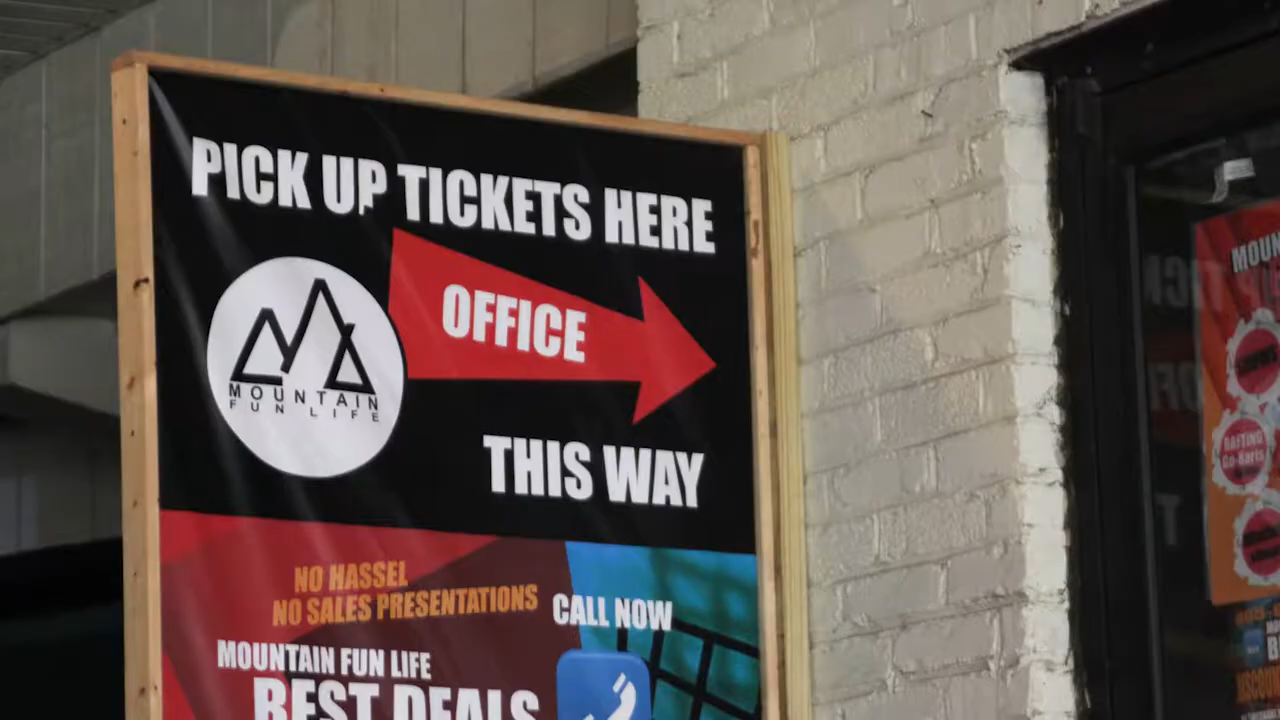 PICK UP TICKETS HERE
OFFICE
MOUNTAIN
FUN LIFE
THIS WAY
NO HASSEL
NO SALES PRESENTATIONS
CALL NOW
MOUNTAIN FUN LIFE
BEST DEALS
RAFTING
Go-Karts